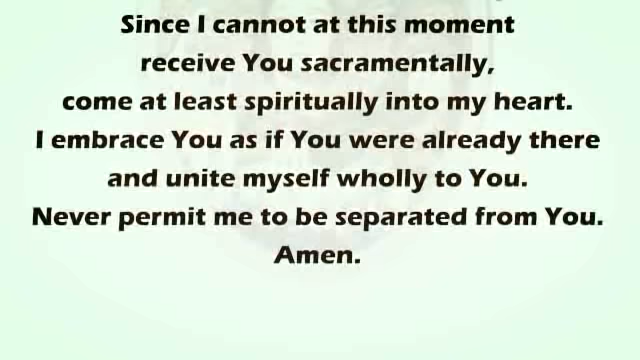 Since I cannot at this moment
receive You sacramentally,
come at least spiritually into my heart.
I embrace You as if You were already there
and unite myself wholly to You.
Never permit me to be separated from You.
Amen.